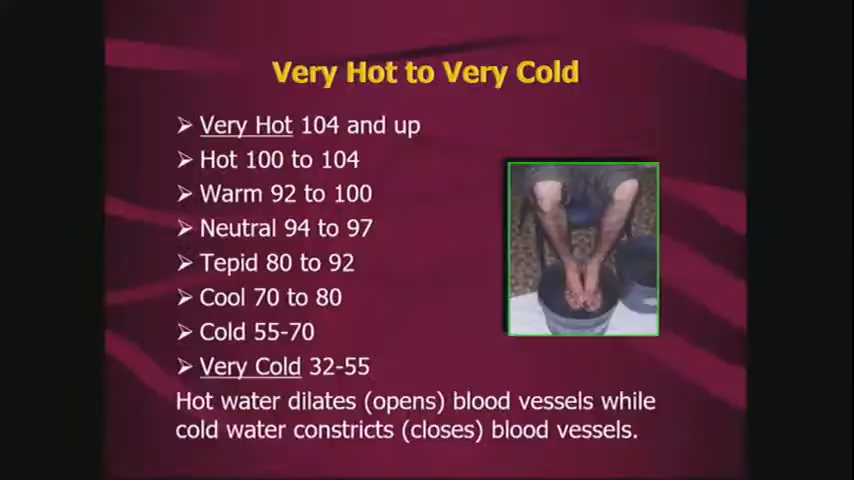 Very Hot to Very Cold
➢ Very Hot 104 and up
➢ Hot 100 to 104
➢ Warm 92 to 100
➢ Neutral 94 to 97
➢ Tepid 80 to 92
➢ Cool 70 to 80
➢ Cold 55-70
➢ Very Cold 32-55
Hot water dilates (opens) blood vessels while
cold water constricts (closes) blood vessels.